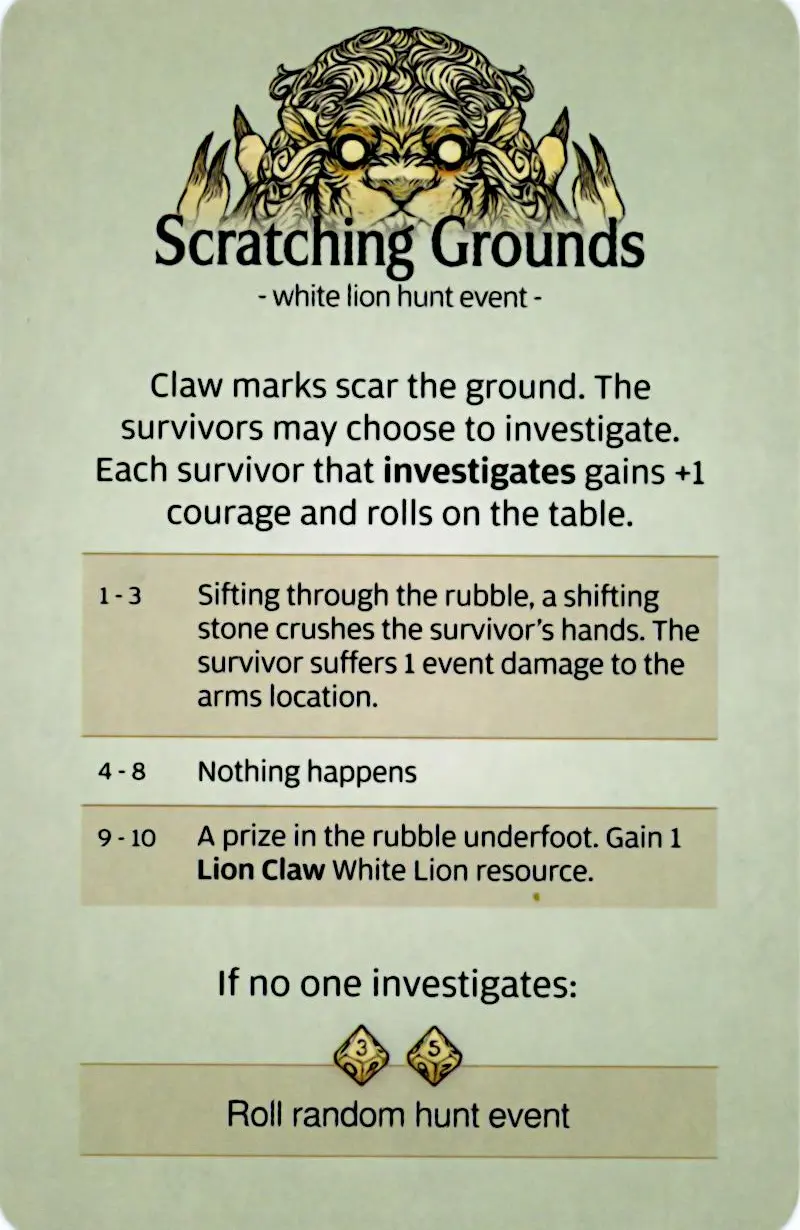 Scratching Grounds
- white lion hunt event -
Claw marks scar the ground. The
survivors may choose to investigate.
Each survivor that investigates gains +1
courage and rolls on the table.
1 - 3 Sifting through the rubble, a shifting
stone crushes the survivor's hands. The
survivor suffers 1 event damage to the
arms location.
4 - 8 Nothing happens
9 - 10 A prize in the rubble underfoot. Gain 1
Lion Claw White Lion resource.
If no one investigates:
3 5
Roll random hunt event